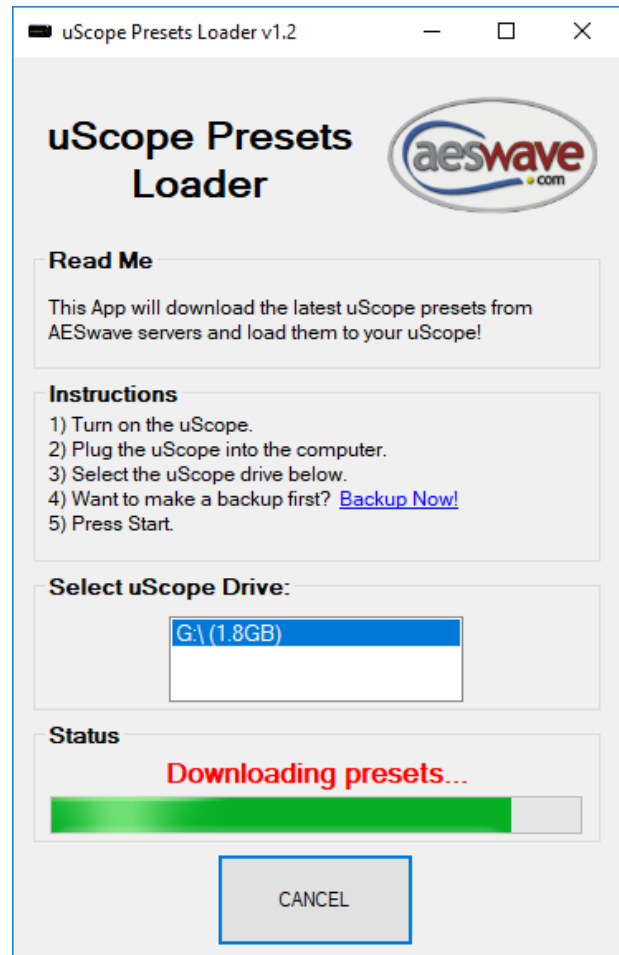 uScope Presets Loader v1.2
uScope Presets
Loader
aeswave
.com
Read Me
This App will download the latest uScope presets from
AESwave servers and load them to your uScope!
Instructions
1) Turn on the uScope.
2) Plug the uScope into the computer.
3) Select the uScope drive below.
4) Want to make a backup first? Backup Now!
5) Press Start.
Select uScope Drive:
G:\ (1.8GB)
Status
Downloading presets...
CANCEL